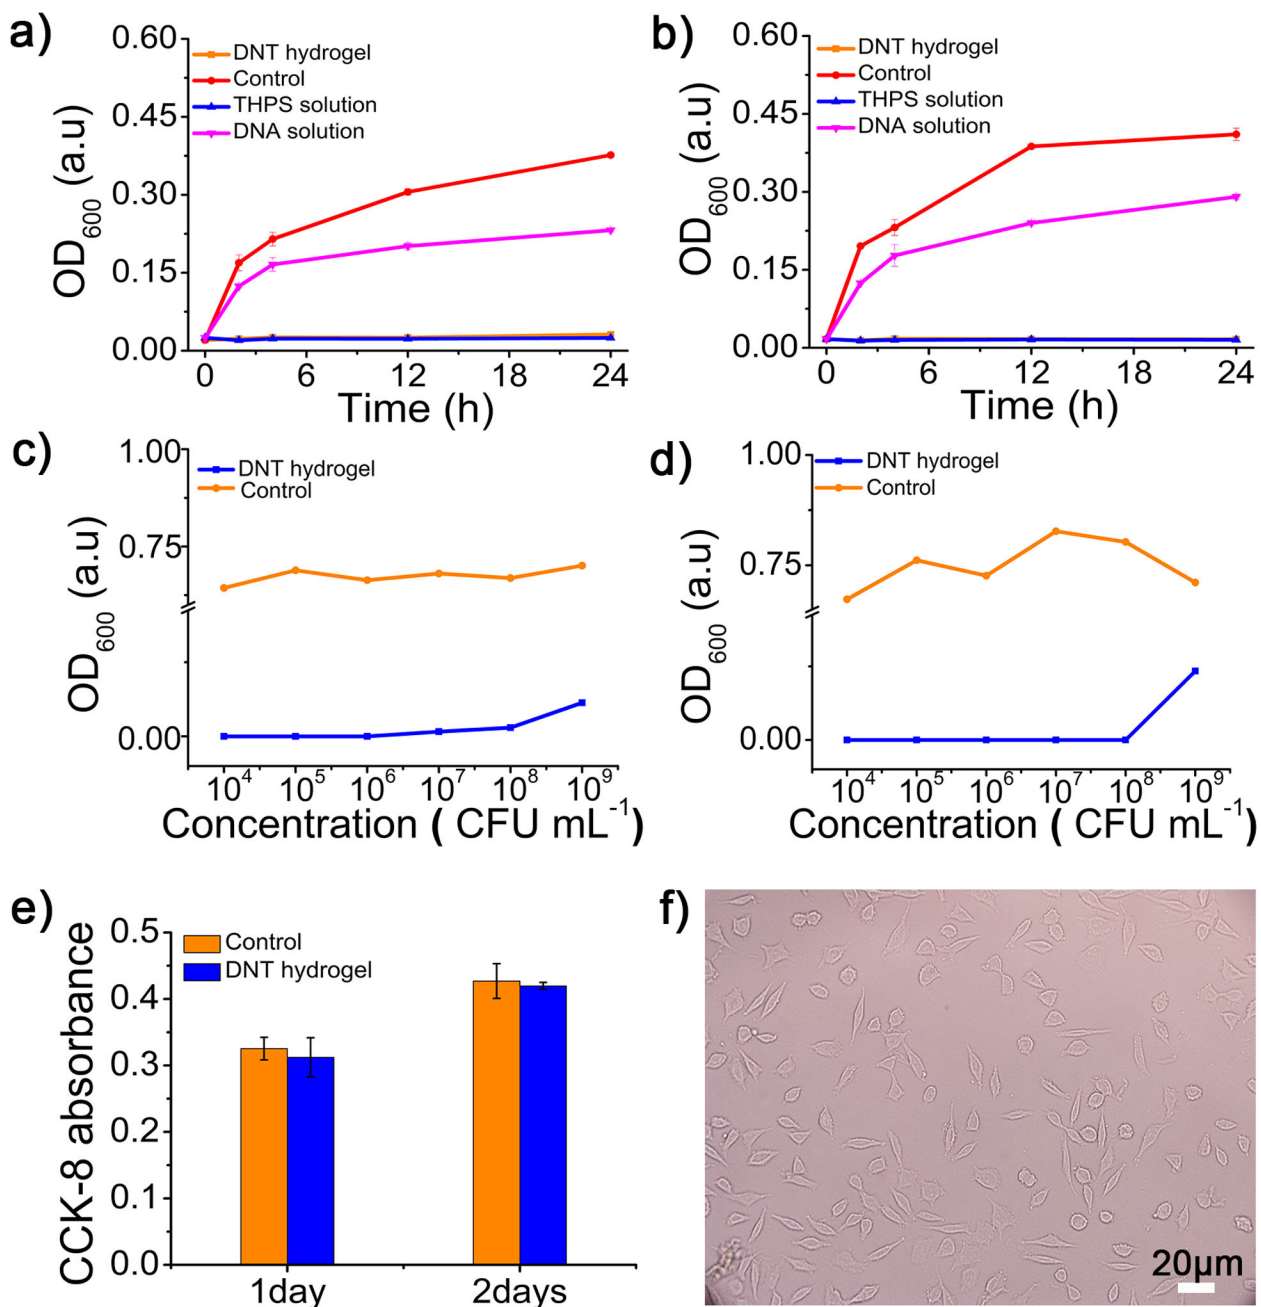 a)
0.60
0.45
0.30
0.15
0.00
OD600 (a.u)
DNT hydrogel
Control
THPS solution
DNA solution
0
6
12
18
24
Time (h)
b)
0.60
0.45
0.30
0.15
0.00
OD600 (a.u)
DNT hydrogel
Control
THPS solution
DNA solution
0
6
12
18
24
Time (h)
c)
1.00
0.75
0.00
OD600 (a.u)
DNT hydrogel
Control
10⁴ 10⁵ 10⁶ 10⁷ 10⁸ 10⁹
Concentration ( CFU mL⁻¹)
d)
1.00
0.75
0.00
OD600 (a.u)
DNT hydrogel
Control
10⁴ 10⁵ 10⁶ 10⁷ 10⁸ 10⁹
Concentration ( CFU mL⁻¹)
e)
0.5
0.4
0.3
0.2
0.1
0.0
CCK-8 absorbance
Control
DNT hydrogel
1day
2days
f)
20μm